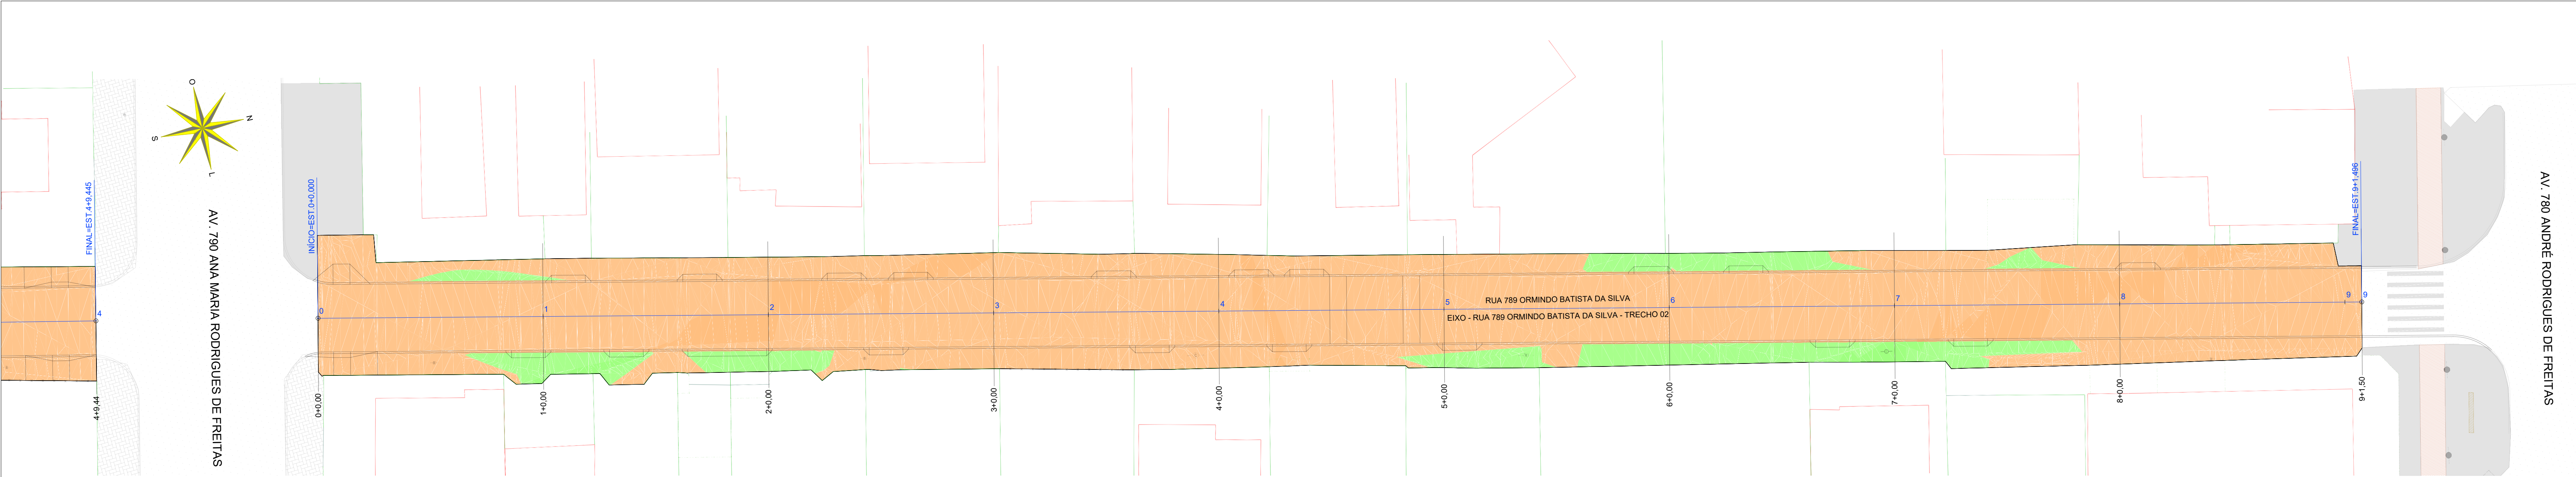 FINAL=EST.4+9,445
4
4+9,44
O
N
S
L
AV. 790 ANA MARIA RODRIGUES DE FREITAS
INÍCIO=EST.0+0,000
0
1
2
3
4
5
6
7
8
9
9
RUA 789 ORMINDO BATISTA DA SILVA
EIXO - RUA 789 ORMINDO BATISTA DA SILVA - TRECHO 02
0+0,00
1+0,00
2+0,00
3+0,00
4+0,00
5+0,00
6+0,00
7+0,00
8+0,00
9+1,50
FINAL=EST.9+1,496
AV. 780 ANDRÉ RODRIGUES DE FREITAS